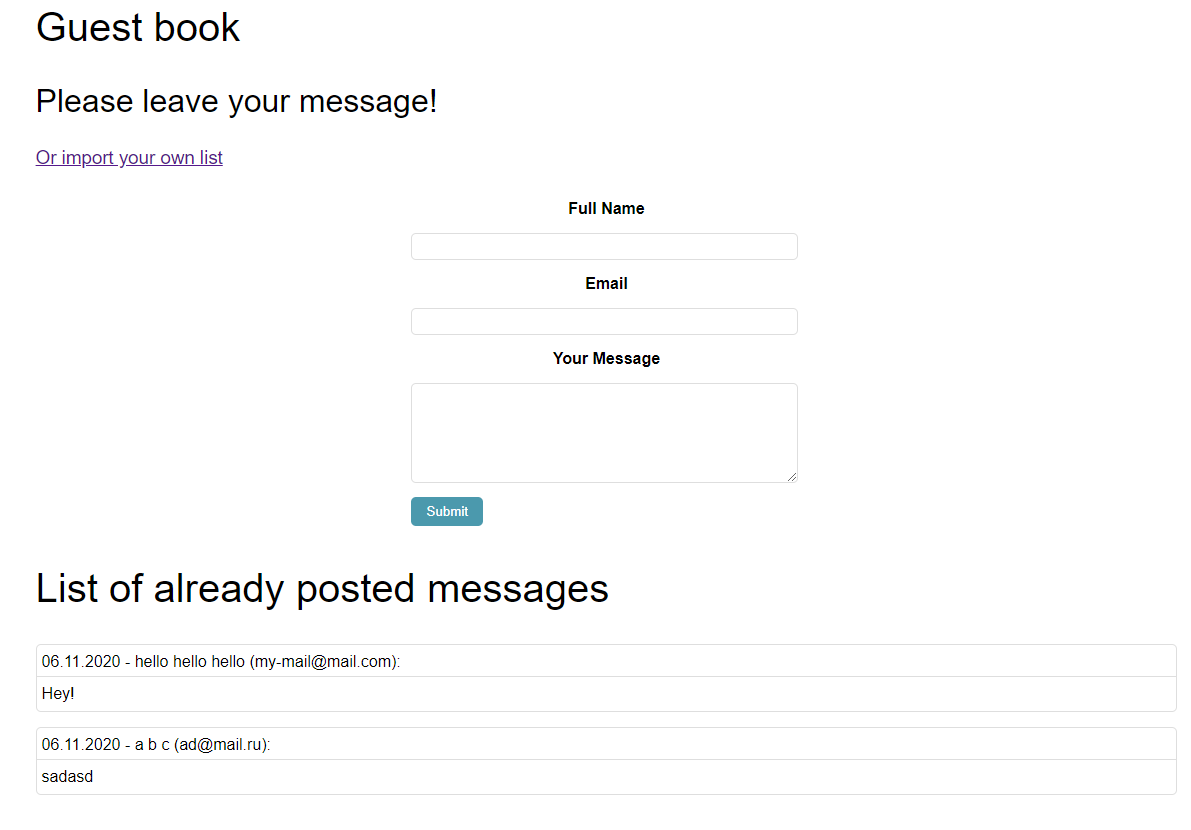 Guest book
Please leave your message!
Or import your own list
Full Name
Email
Your Message
Submit
List of already posted messages
06.11.2020 - hello hello hello (my-mail@mail.com):
Hey!
06.11.2020 - a b c (ad@mail.ru):
sadasd